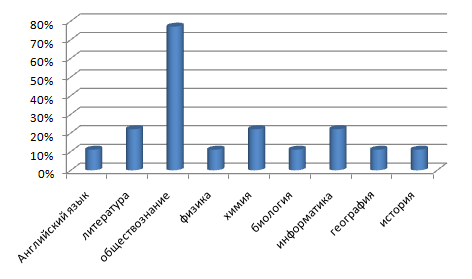 80%
70%
60%
50%
40%
30%
20%
10%
0%
Английский язык
литература
обществознание
физика
химия
биология
информатика
география
история